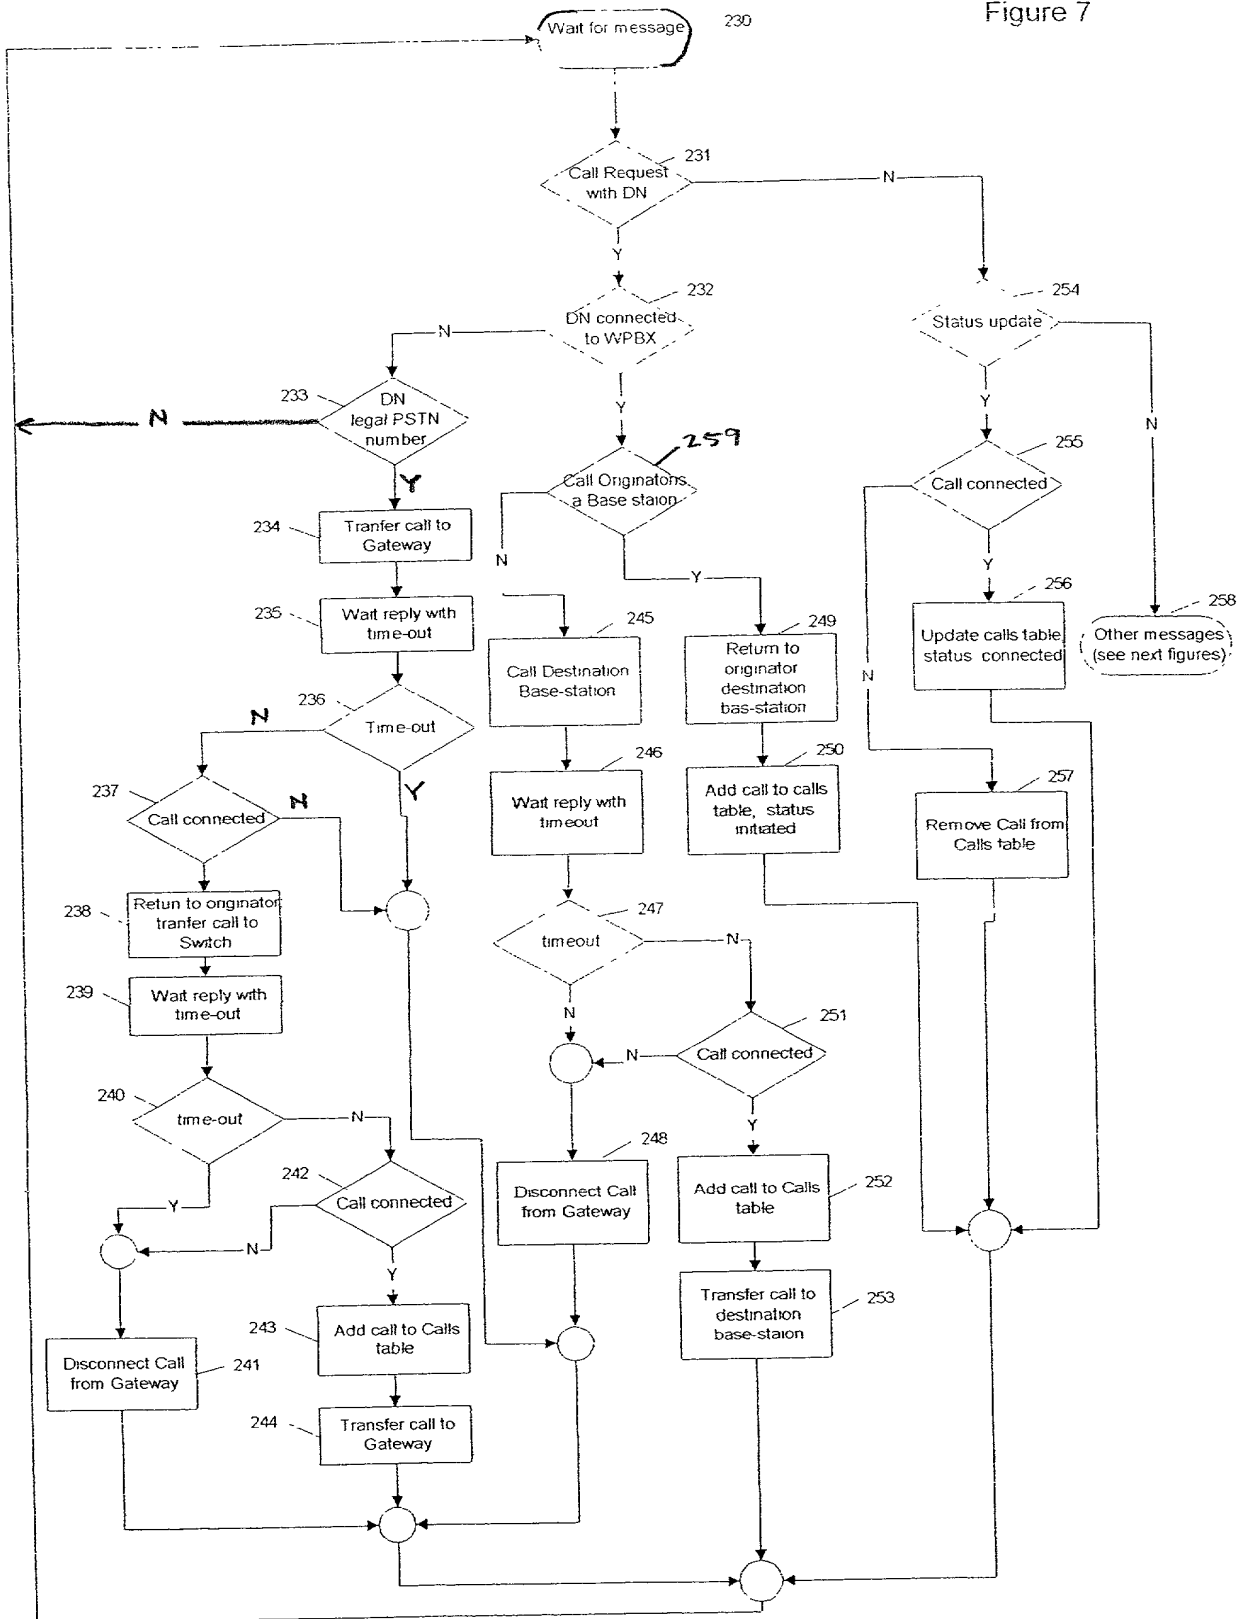 Figure 7
Wait for message
230
231
Call Request
with DN
N
Y
232
DN connected
to WPBX
N
Y
254
Status update
Y
N
233
DN
legal PSTN
number
N
Y
259
Call Originatoris
a Base staion
N
Y
255
Call connected
N
Y
234
Tranfer call to
Gateway
235
Wait reply with
time-out
236
Time-out
N
Y
245
Call Destination
Base-station
249
Return to
originator
destination
bas-station
256
Update calls table,
status connected
258
Other messages
(see next figures)
246
Wait reply with
timeout
250
Add call to calls
table, status
initiated
257
Remove Call from
Calls table
237
Call connected
N
238
Retun to originator
tranfer call to
Switch
239
Wait reply with
time-out
247
timeout
N
N
251
Call connected
N
Y
240
time-out
N
Y
242
Call connected
N
Y
248
Disconnect Call
from Gateway
252
Add call to Calls
table
253
Transfer call to
destination
base-staion
243
Add call to Calls
table
241
Disconnect Call
from Gateway
244
Transfer call to
Gateway